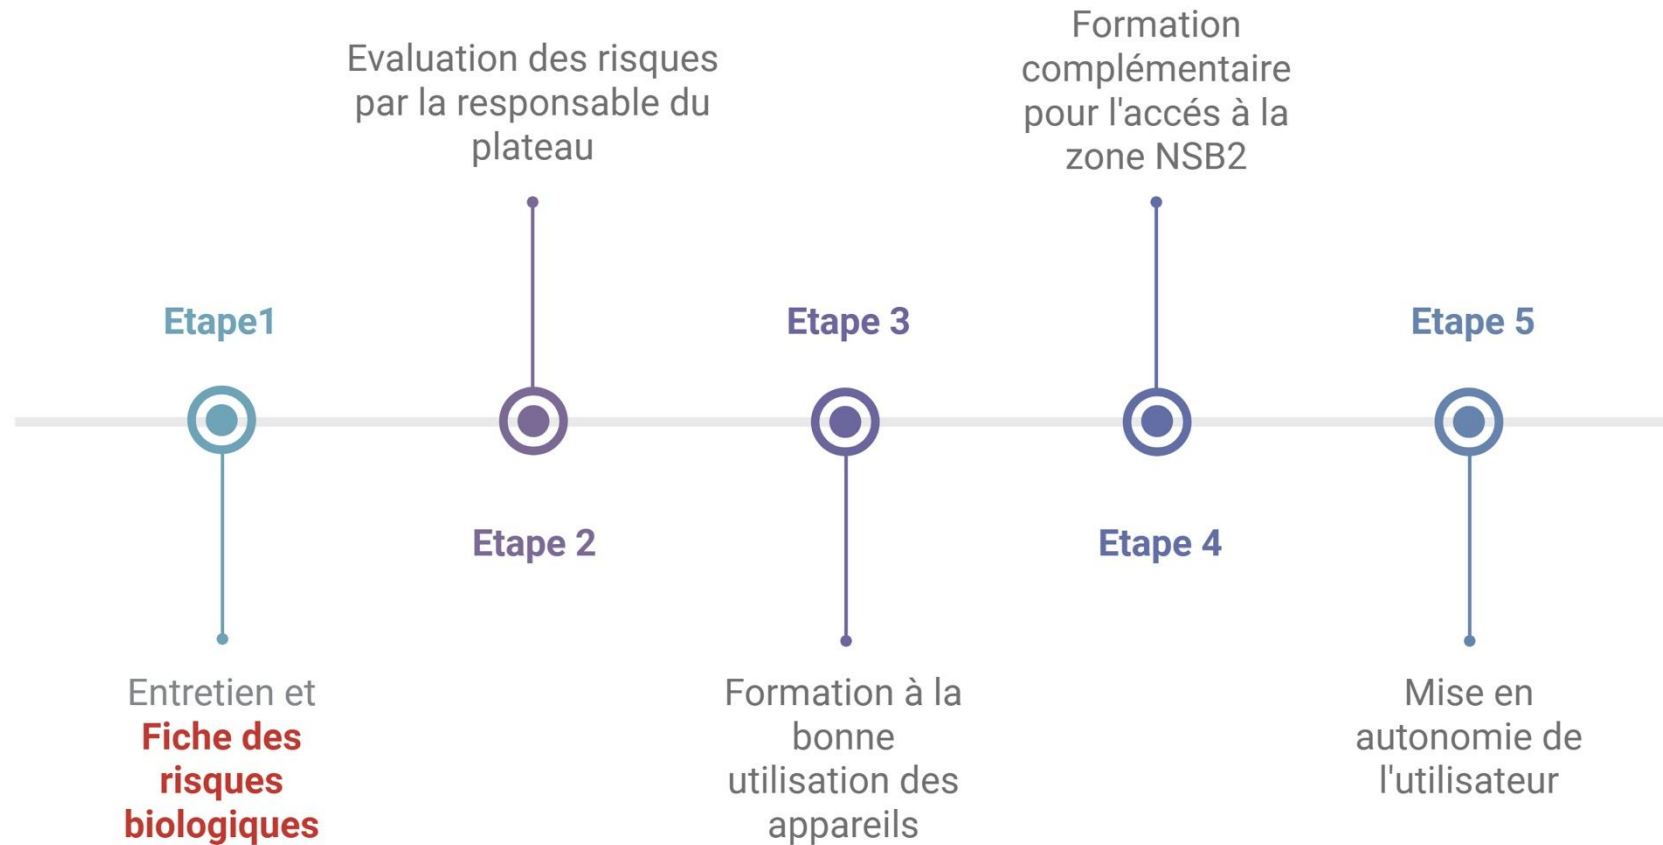 Etape1
Entretien et
Fiche des
risques
biologiques
Evaluation des risques
par la responsable du
plateau
Etape 2
Etape 3
Formation à la
bonne
utilisation des
appareils
Formation
complémentaire
pour l'accés à la
zone NSB2
Etape 4
Etape 5
Mise en
autonomie de
l'utilisateur